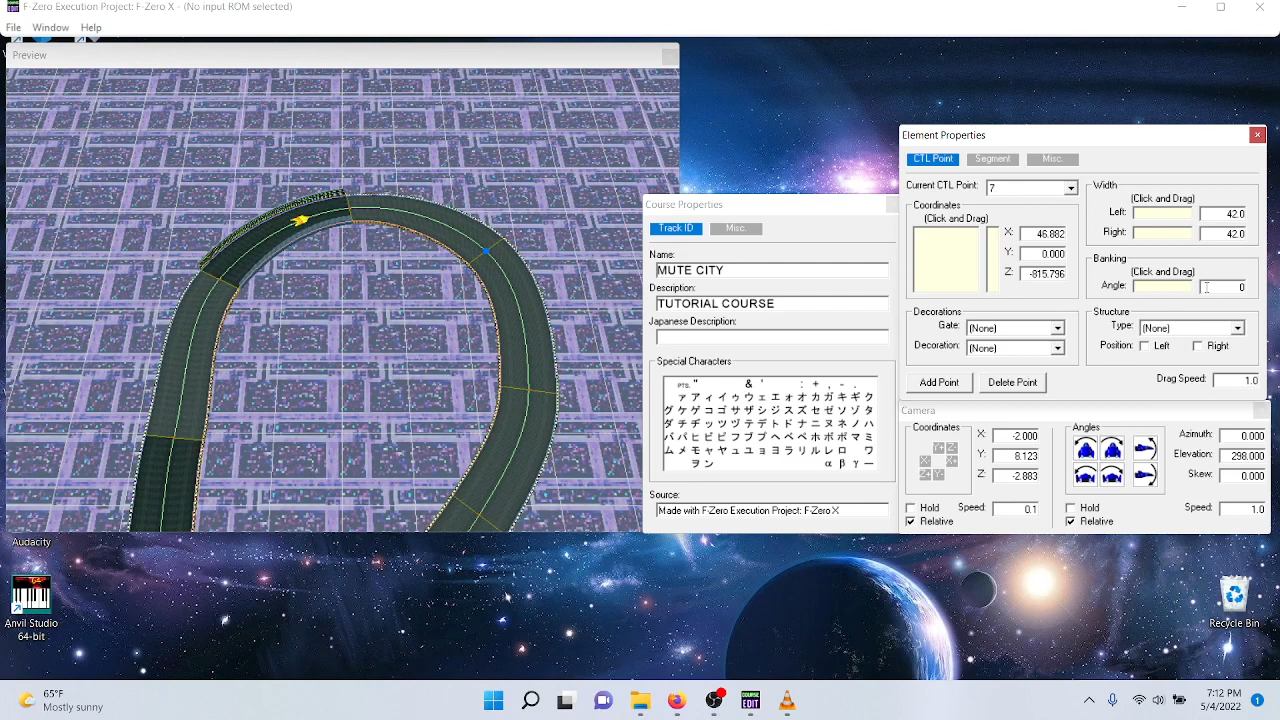 F-Zero Execution Project: F-Zero X - (No input ROM selected)
File Window Help
Preview
Element Properties
CTL Point Segment Misc.
Current CTL Point: 7
Coordinates
(Click and Drag)
X: 46.882
Y: 0.000
Z: -815.796
Width
(Click and Drag)
Left: 42.0
Right: 42.0
Banking
(Click and Drag)
Angle: 0
Decorations
Gate: (None)
Decoration: (None)
Structure
Type: (None)
Position: Left Right
Add Point Delete Point
Drag Speed: 1.0
Course Properties
Track ID Misc.
Name:
MUTE CITY
Description:
TUTORIAL COURSE
Japanese Description:
Special Characters
PTS. " & ' : + , - .
Source:
Made with F-Zero Execution Project: F-Zero X
Camera
Coordinates
X: -2.000
Y: 8.123
Z: -2.883
Hold Speed: 0.1
Relative
Angles
Azimuth: 0.000
Elevation: 298.000
Skew: 0.000
Hold Speed: 1.0
Relative
Audacity
Anvil Studio
64-bit
Recycle Bin
65°F
Mostly sunny
COURSE
EDIT
7:12 PM
5/4/2022
1